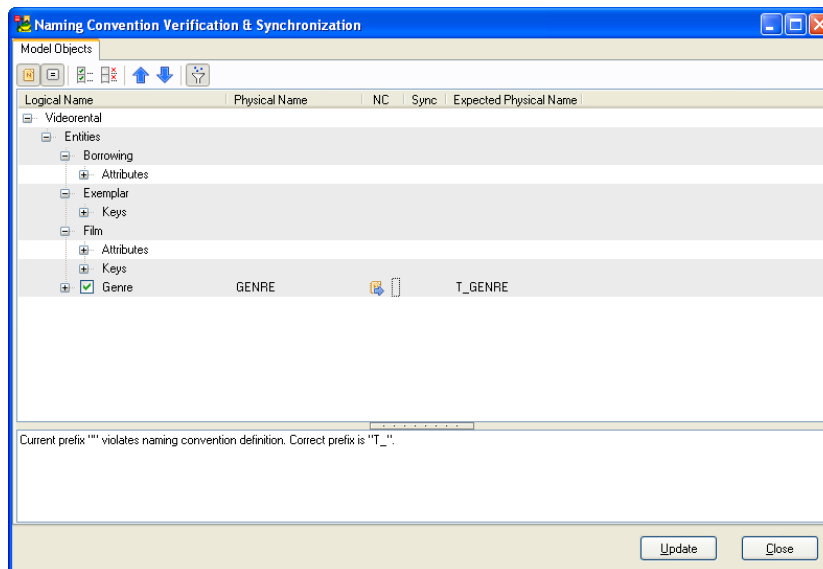 Naming Convention Verification & Synchronization
Model Objects
Logical Name Physical Name NC Sync Expected Physical Name
Videorental
Entities
Borrowing
Attributes
Exemplar
Keys
Film
Attributes
Keys
Genre GENRE T_GENRE
Current prefix "" violates naming convention definition. Correct prefix is "T_".
Update Close